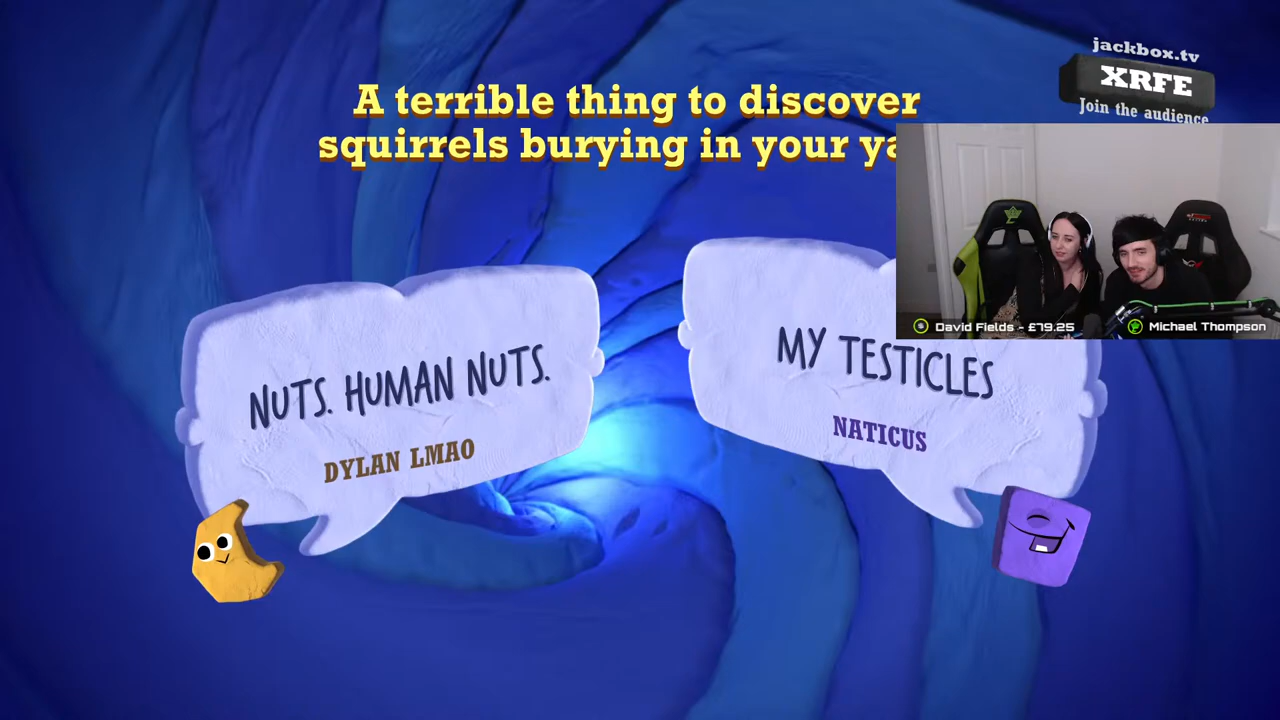 jackbox.tv
XRFE
Join the audience
A terrible thing to discover
squirrels burying in your
NUTS. HUMAN NUTS.
DYLAN LMAO
MY TESTICLES
NATICUS
David Fields - £79.25
Michael Thompson